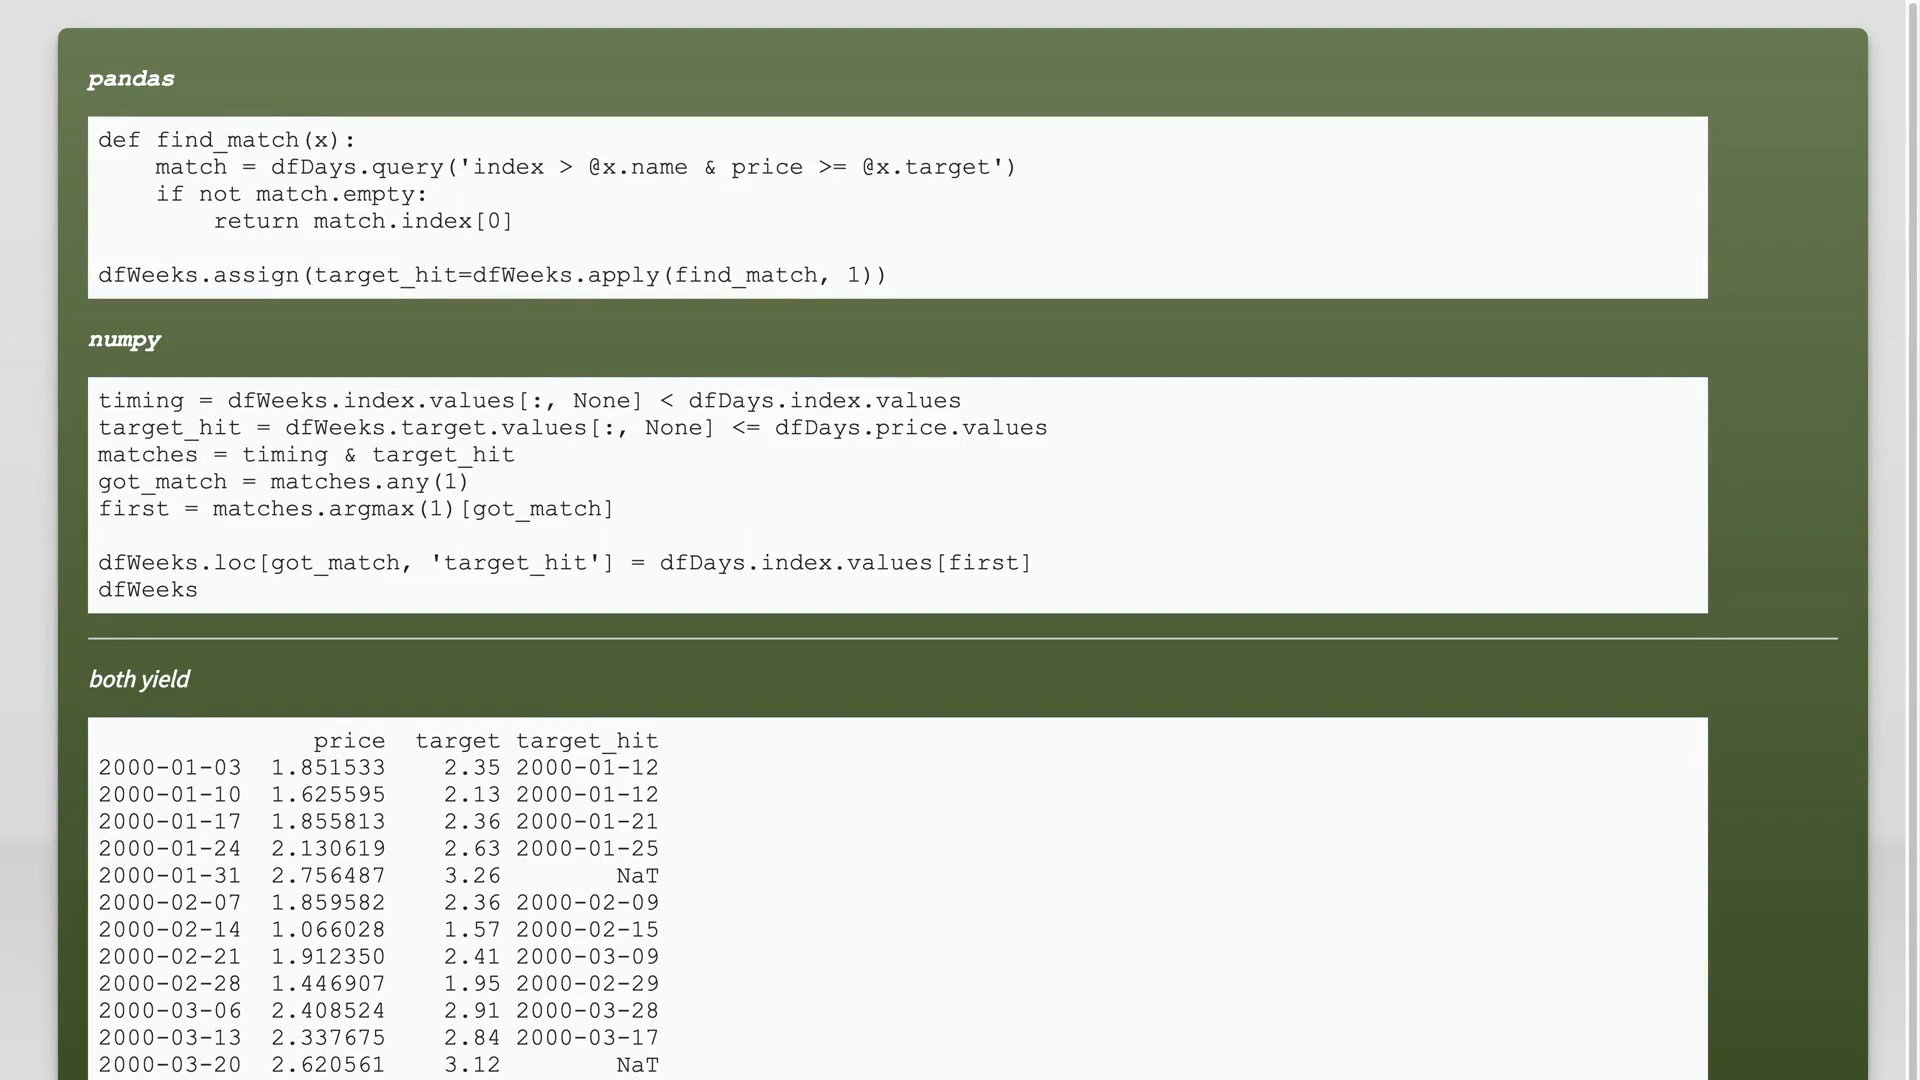 pandas
def find_match(x):
    match = dfDays.query('index > @x.name & price >= @x.target')
    if not match.empty:
        return match.index[0]
dfWeeks.assign(target_hit=dfWeeks.apply(find_match, 1))
numpy
timing = dfWeeks.index.values[:, None] < dfDays.index.values
target_hit = dfWeeks.target.values[:, None] <= dfDays.price.values
matches = timing & target_hit
got_match = matches.any(1)
first = matches.argmax(1)[got_match]
dfWeeks.loc[got_match, 'target_hit'] = dfDays.index.values[first]
dfWeeks
both yield
               price  target target_hit
2000-01-03  1.851533    2.35 2000-01-12
2000-01-10  1.625595    2.13 2000-01-12
2000-01-17  1.855813    2.36 2000-01-21
2000-01-24  2.130619    2.63 2000-01-25
2000-01-31  2.756487    3.26        NaT
2000-02-07  1.859582    2.36 2000-02-09
2000-02-14  1.066028    1.57 2000-02-15
2000-02-21  1.912350    2.41 2000-03-09
2000-02-28  1.446907    1.95 2000-02-29
2000-03-06  2.408524    2.91 2000-03-28
2000-03-13  2.337675    2.84 2000-03-17
2000-03-20  2.620561    3.12        NaT